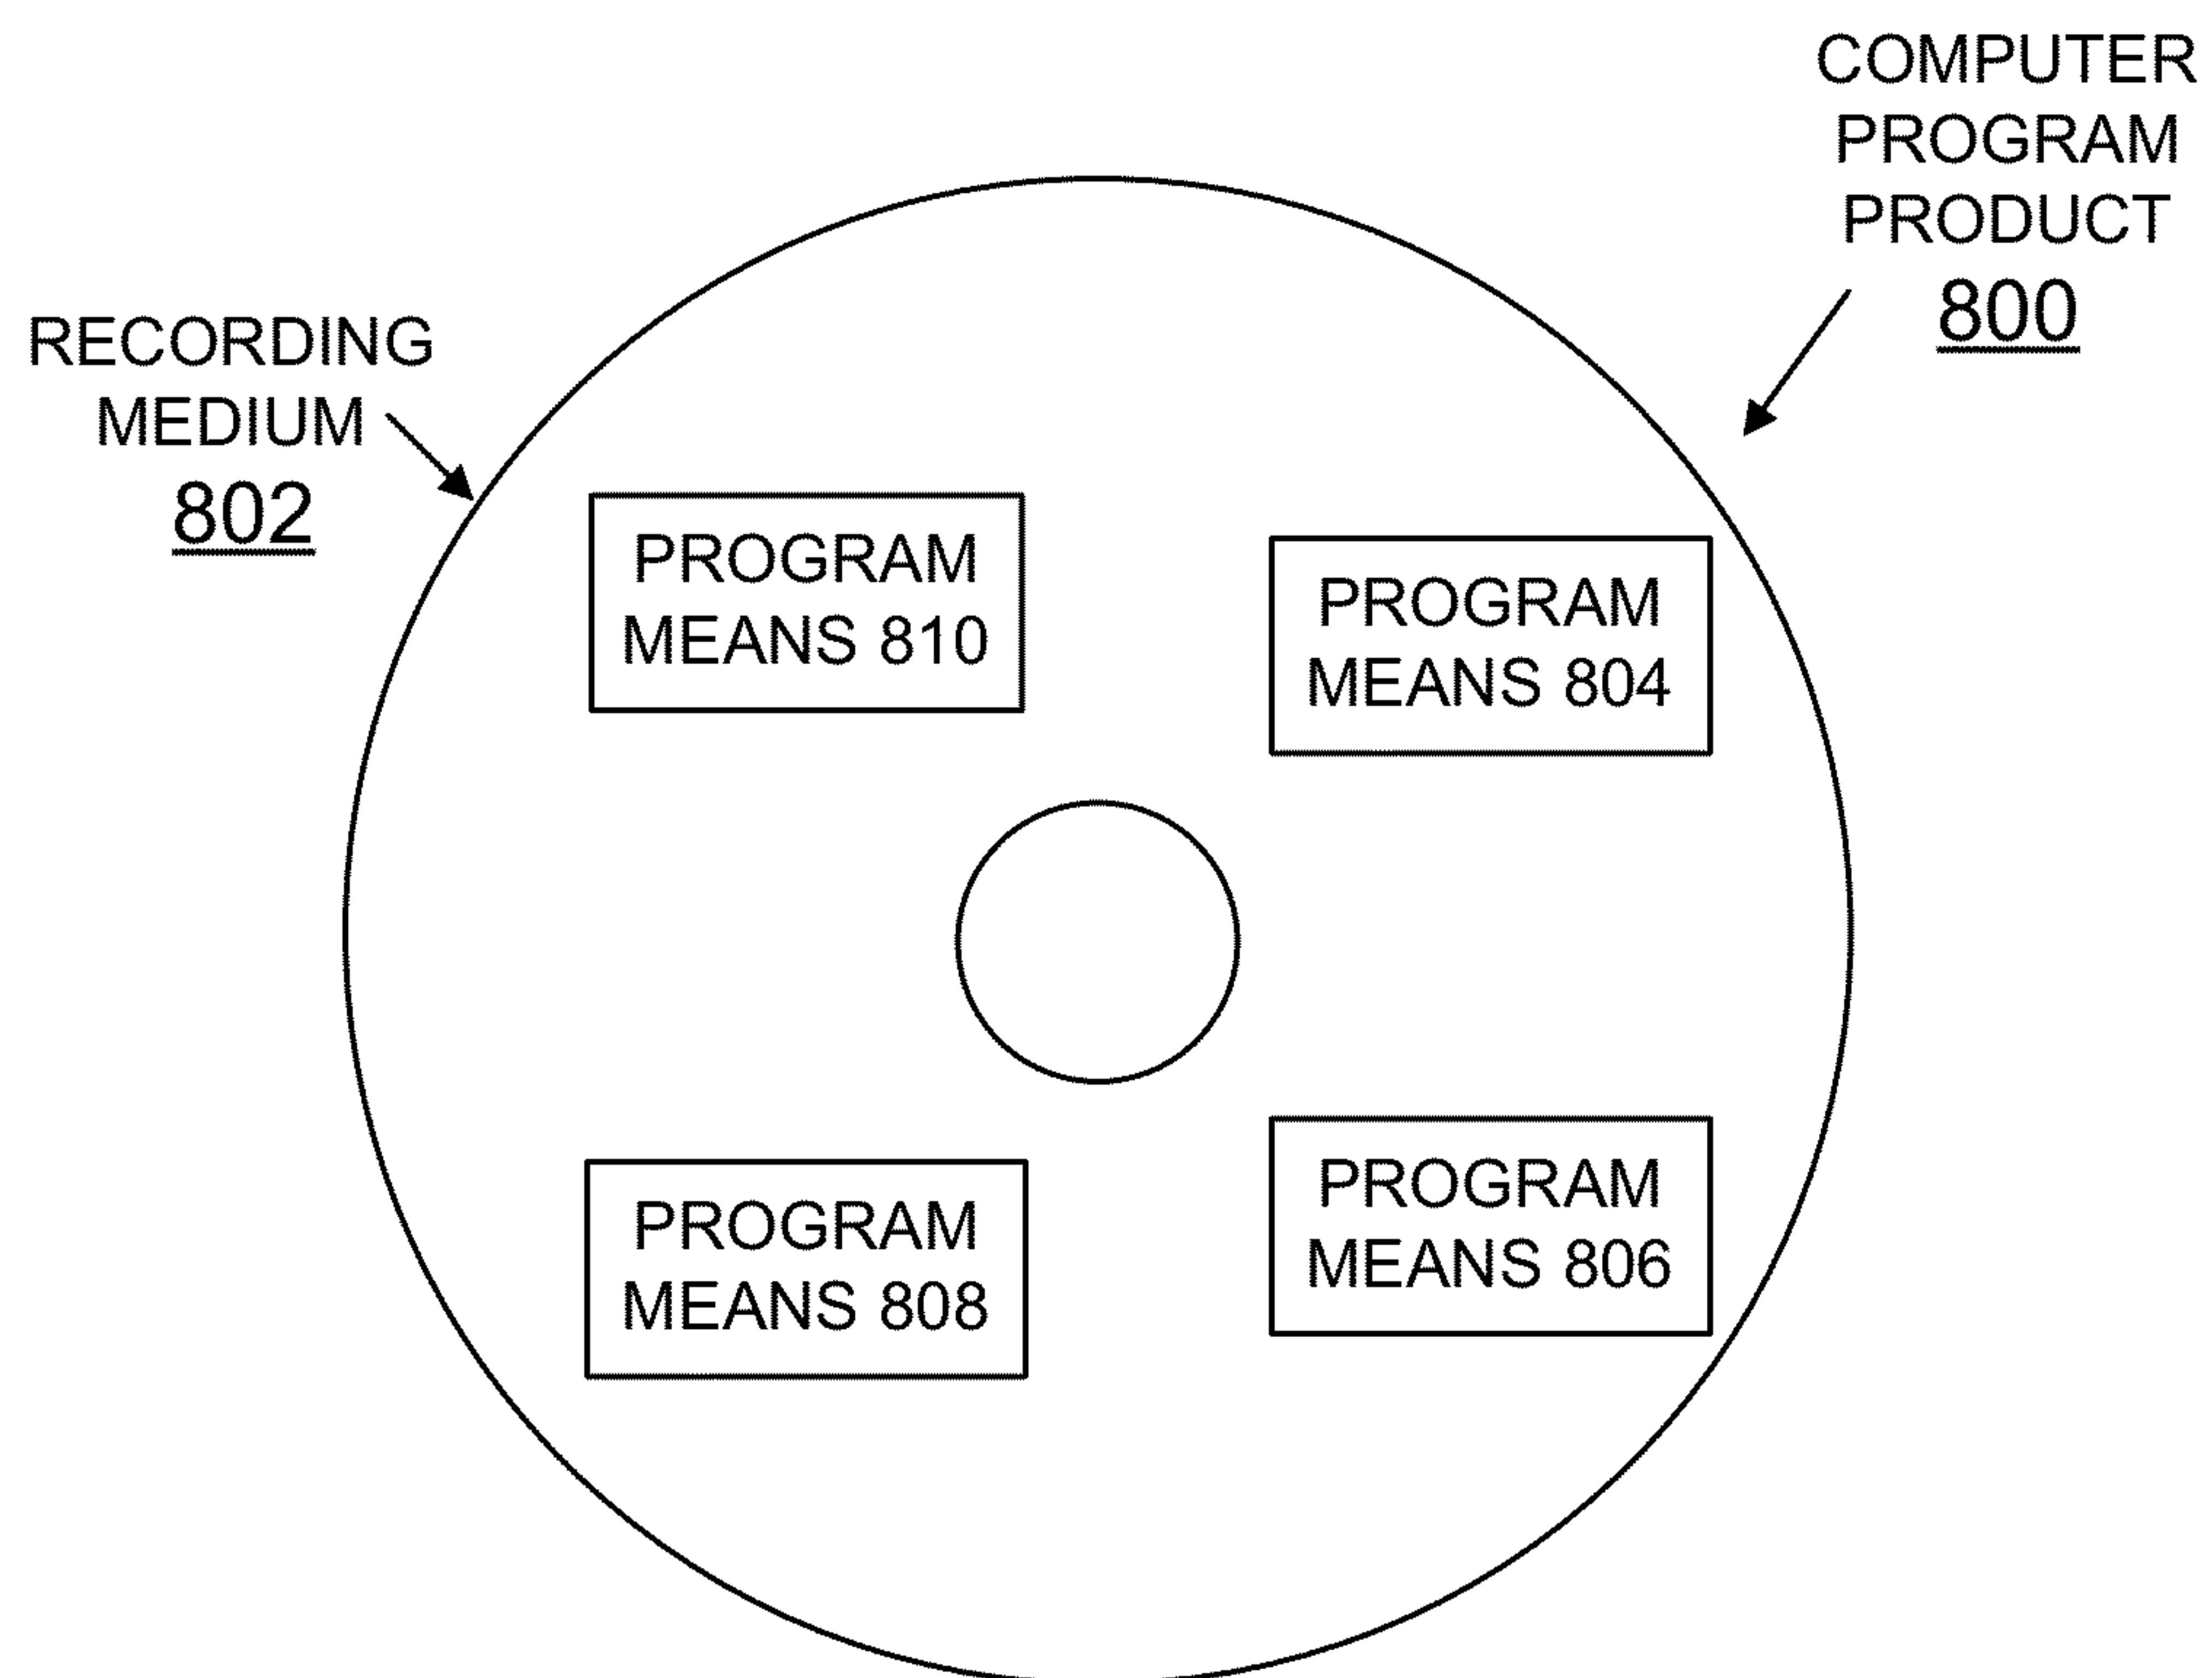 COMPUTER
PROGRAM
PRODUCT
800
RECORDING
MEDIUM
802
PROGRAM
MEANS 810
PROGRAM
MEANS 804
PROGRAM
MEANS 808
PROGRAM
MEANS 806